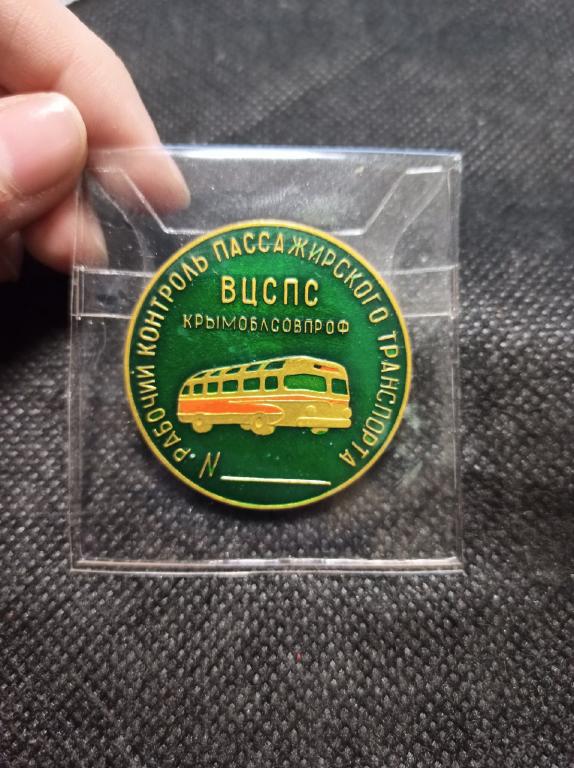 РАБОЧИЙ КОНТРОЛЬ ПАССАЖИРСКОГО ТРАНСПОРТА
ВЦСПС
КРЫМОБЛСОВПРОФ
N